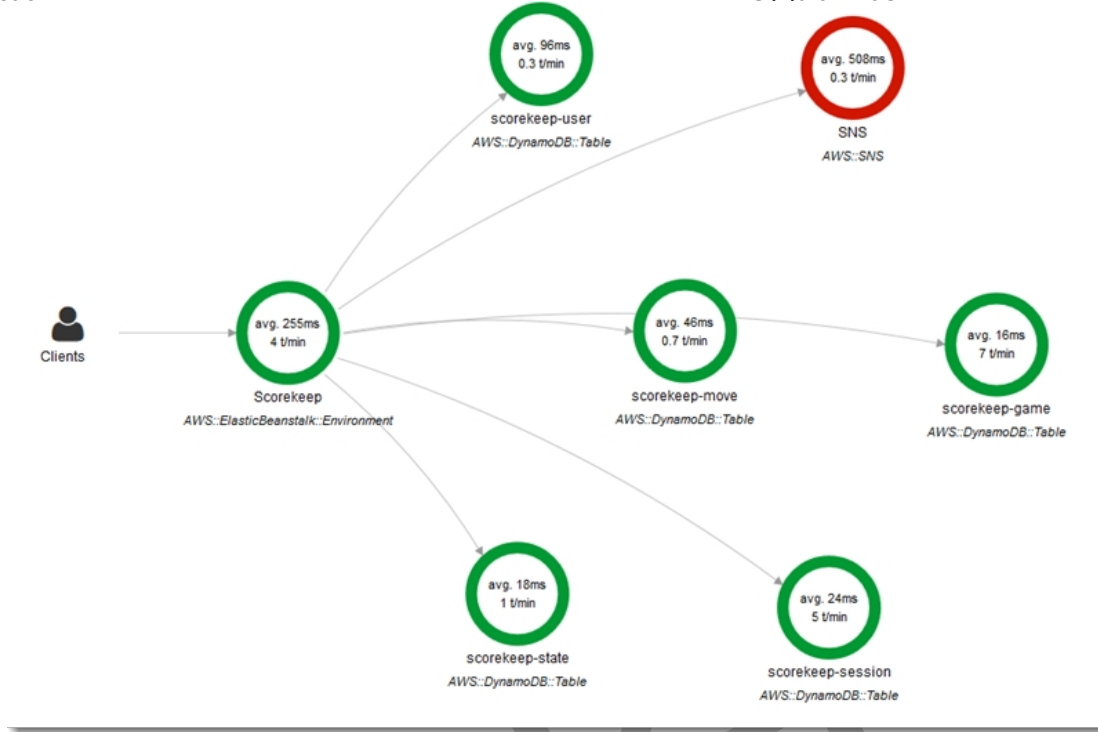 avg. 96ms
0.3 t/min
scorekeep-user
AWS::DynamoDB::Table
avg. 508ms
0.3 t/min
SNS
AWS::SNS
Clients
avg. 255ms
4 t/min
Scorekeep
AWS::ElasticBeanstalk::Environment
avg. 46ms
0.7 t/min
scorekeep-move
AWS::DynamoDB::Table
avg. 16ms
7 t/min
scorekeep-game
AWS::DynamoDB::Table
avg. 18ms
1 t/min
scorekeep-state
AWS::DynamoDB::Table
avg. 24ms
5 t/min
scorekeep-session
AWS::DynamoDB::Table